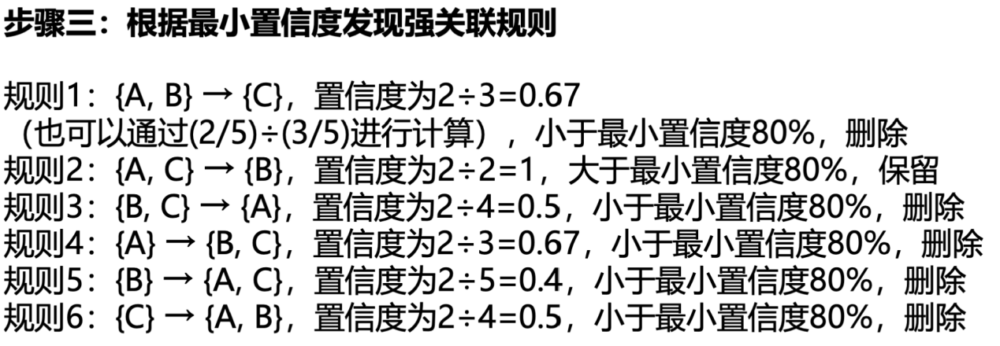 步骤三：根据最小置信度发现强关联规则
规则1：{A, B} → {C}，置信度为2÷3=0.67
（也可以通过(2/5)÷(3/5)进行计算），小于最小置信度80%，删除
规则2：{A, C} → {B}，置信度为2÷2=1，大于最小置信度80%，保留
规则3：{B, C} → {A}，置信度为2÷4=0.5，小于最小置信度80%，删除
规则4：{A} → {B, C}，置信度为2÷3=0.67，小于最小置信度80%，删除
规则5：{B} → {A, C}，置信度为2÷5=0.4，小于最小置信度80%，删除
规则6：{C} → {A, B}，置信度为2÷4=0.5，小于最小置信度80%，删除